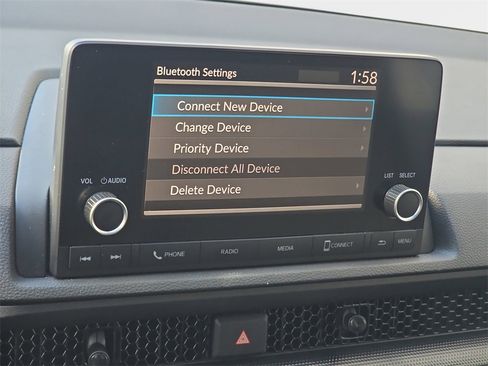 Bluetooth Settings 1:58
Connect New Device
Change Device
Priority Device
Disconnect All Device
Delete Device
VOL AUDIO
LIST SELECT
PHONE RADIO MEDIA CONNECT MENU